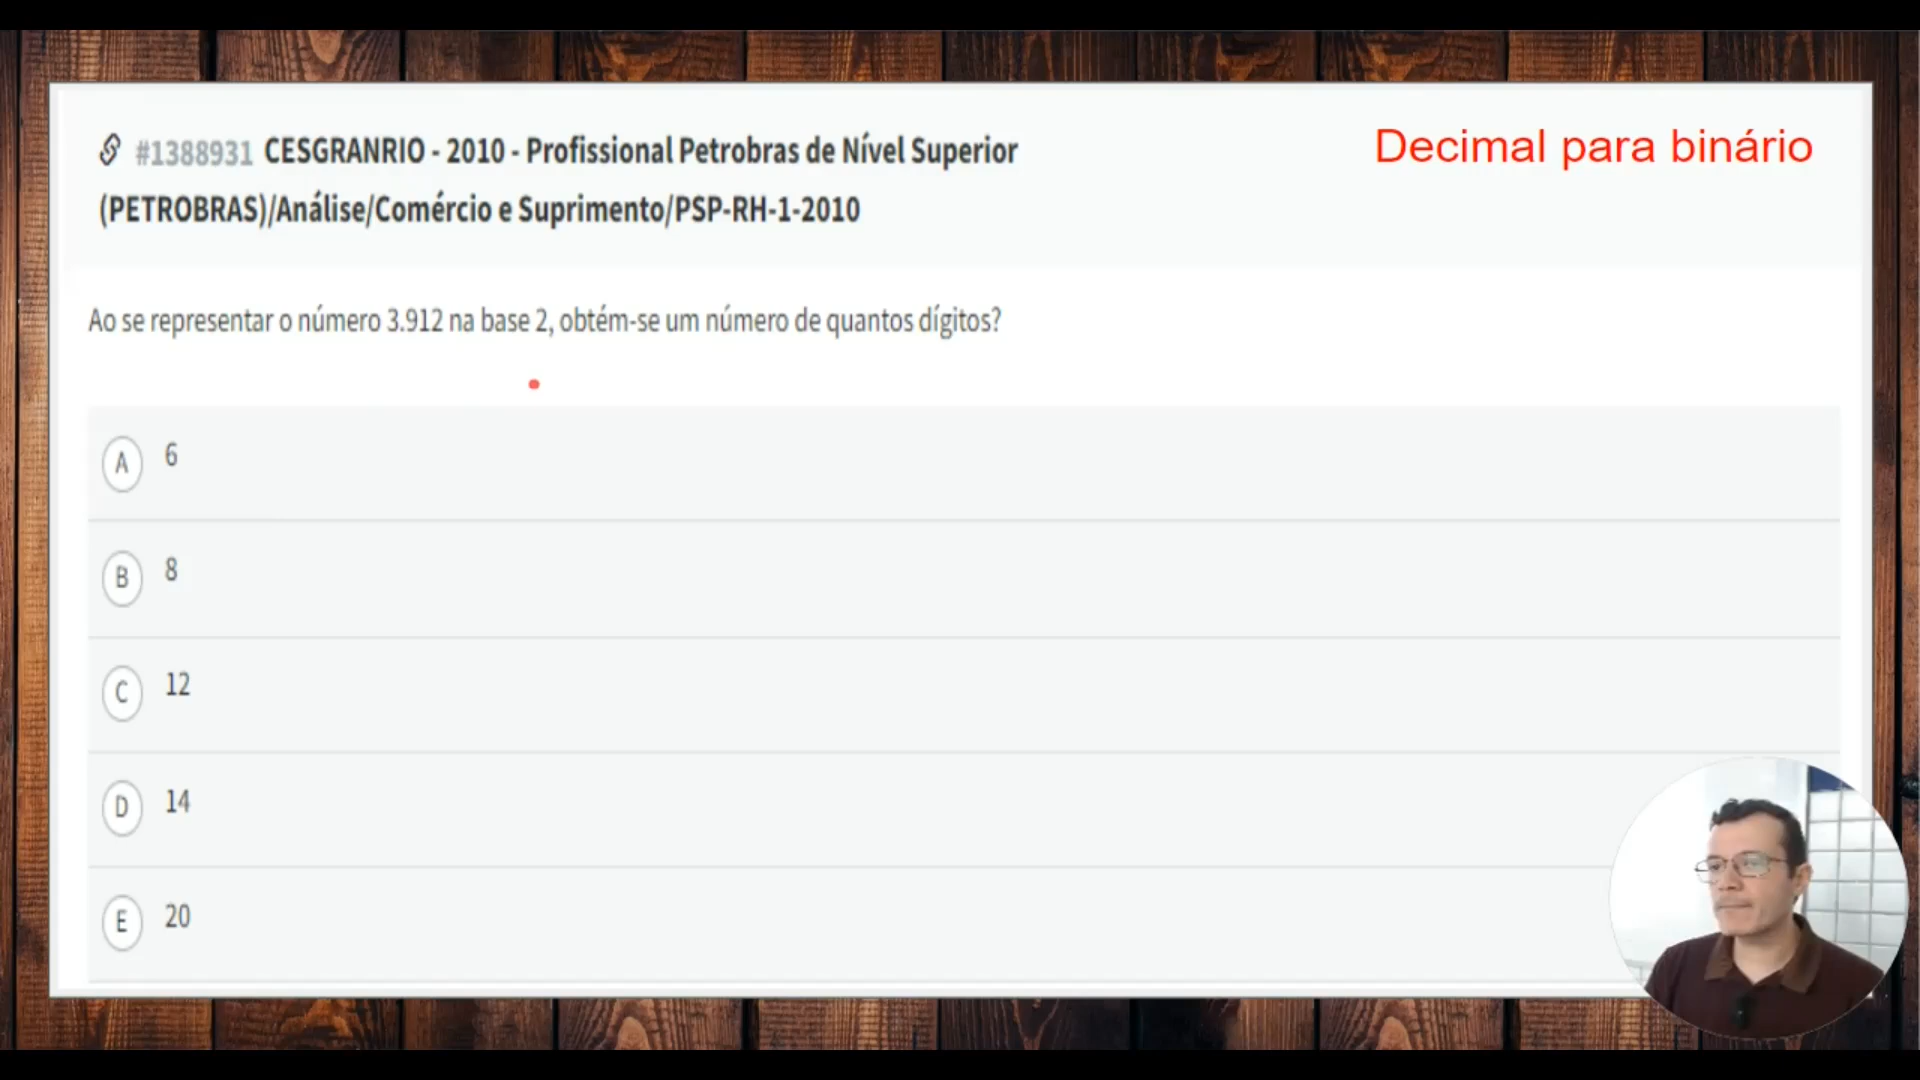 #1388931 CESGRANRIO - 2010 - Profissional Petrobras de Nível Superior
(PETROBRAS)/Análise/Comércio e Suprimento/PSP-RH-1-2010
Decimal para binário
Ao se representar o número 3.912 na base 2, obtém-se um número de quantos dígitos?
A 6
B 8
C 12
D 14
E 20